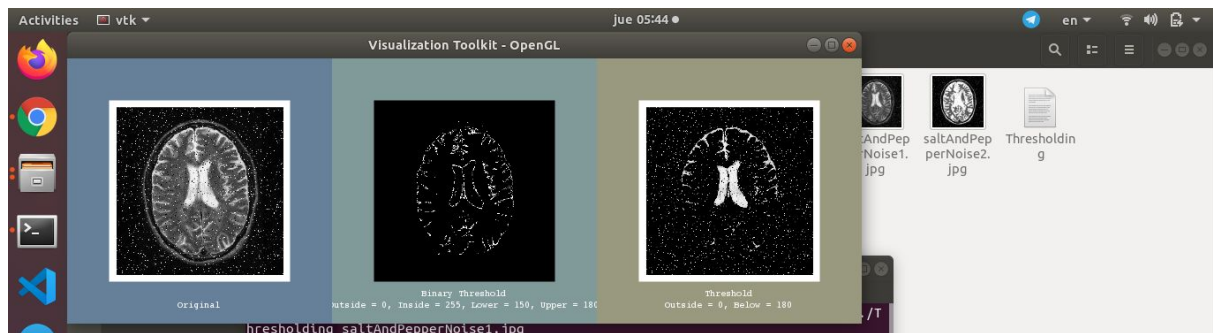 Activities vtk jue 05:44 en
Visualization Toolkit - OpenGL
Original
Binary Threshold
utside = 0, Inside = 255, Lower = 150, Upper = 180
Threshold
Outside = 0, Below = 180
tAndPep
rNoise1.
jpg
saltAndPep
perNoise2.
jpg
Thresholdin
g
./T
hresholding saltAndPepperNoise1.jpg